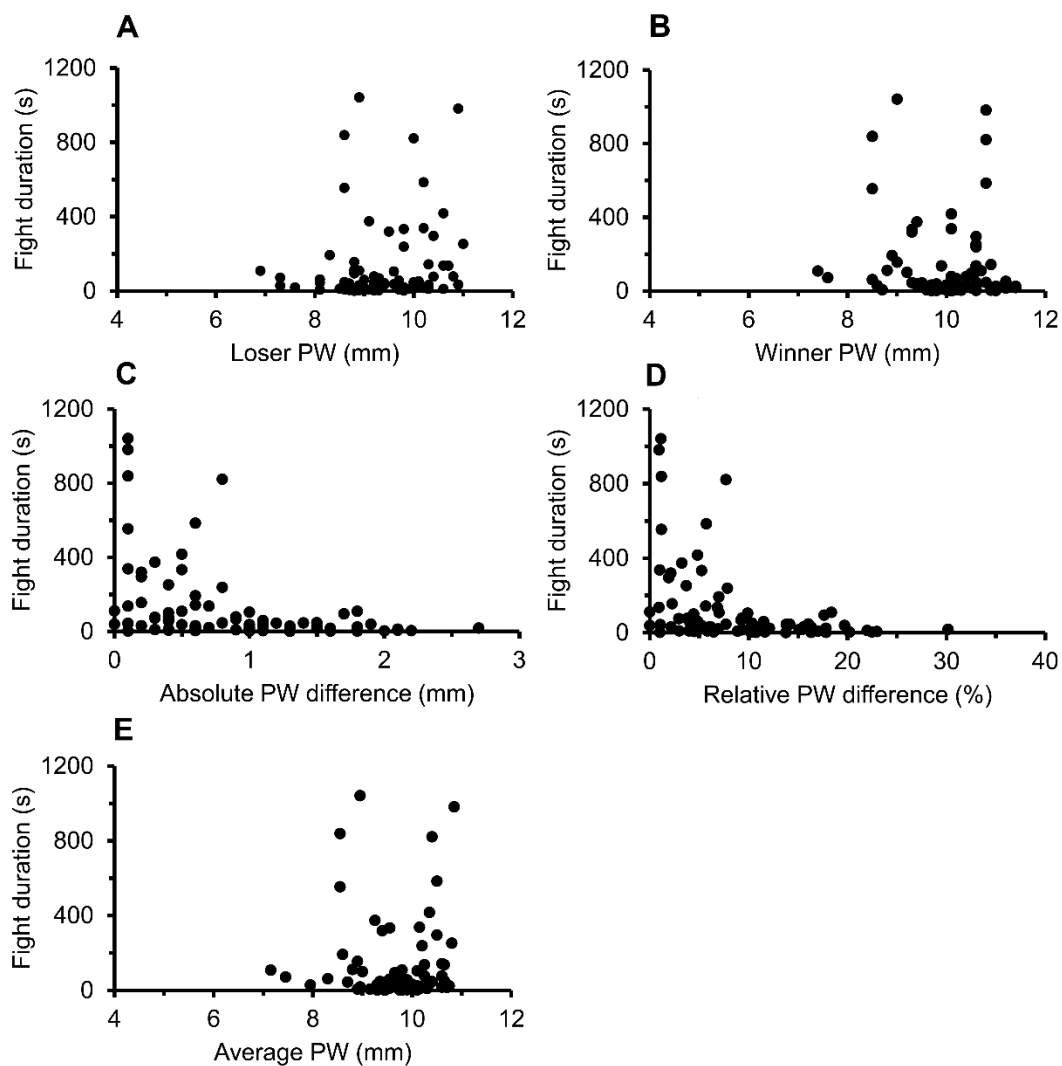 A
Fight duration (s)
1200
800
400
0
4 6 8 10 12
Loser PW (mm)
B
Fight duration (s)
1200
800
400
0
4 6 8 10 12
Winner PW (mm)
C
Fight duration (s)
1200
800
400
0
0 1 2 3
Absolute PW difference (mm)
D
Fight duration (s)
1200
800
400
0
0 10 20 30 40
Relative PW difference (%)
E
Fight duration (s)
1200
800
400
0
4 6 8 10 12
Average PW (mm)